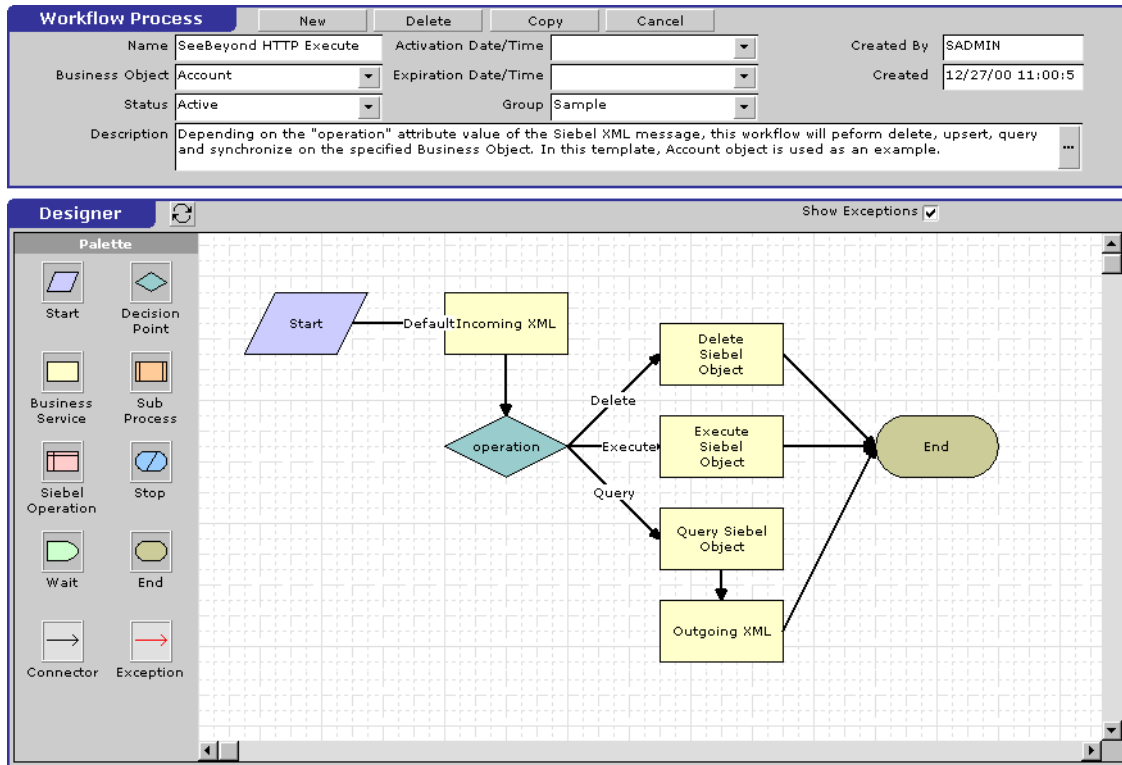 Workflow Process
New
Delete
Copy
Cancel
Name
SeeBeyond HTTP Execute
Activation Date/Time
Created By
SADMIN
Business Object
Account
Expiration Date/Time
Created
12/27/00 11:00:5
Status
Active
Group
Sample
Description
Depending on the "operation" attribute value of the Siebel XML message, this workflow will peform delete, upsert, query
and synchronize on the specified Business Object. In this template, Account object is used as an example.
...
Designer
Show Exceptions
Palette
Start
Decision
Point
Business
Service
Sub
Process
Siebel
Operation
Stop
Wait
End
Connector
Exception
Start
Default
Incoming XML
operation
Delete
Execute
Query
Delete
Siebel
Object
Execute
Siebel
Object
Query Siebel
Object
Outgoing XML
End